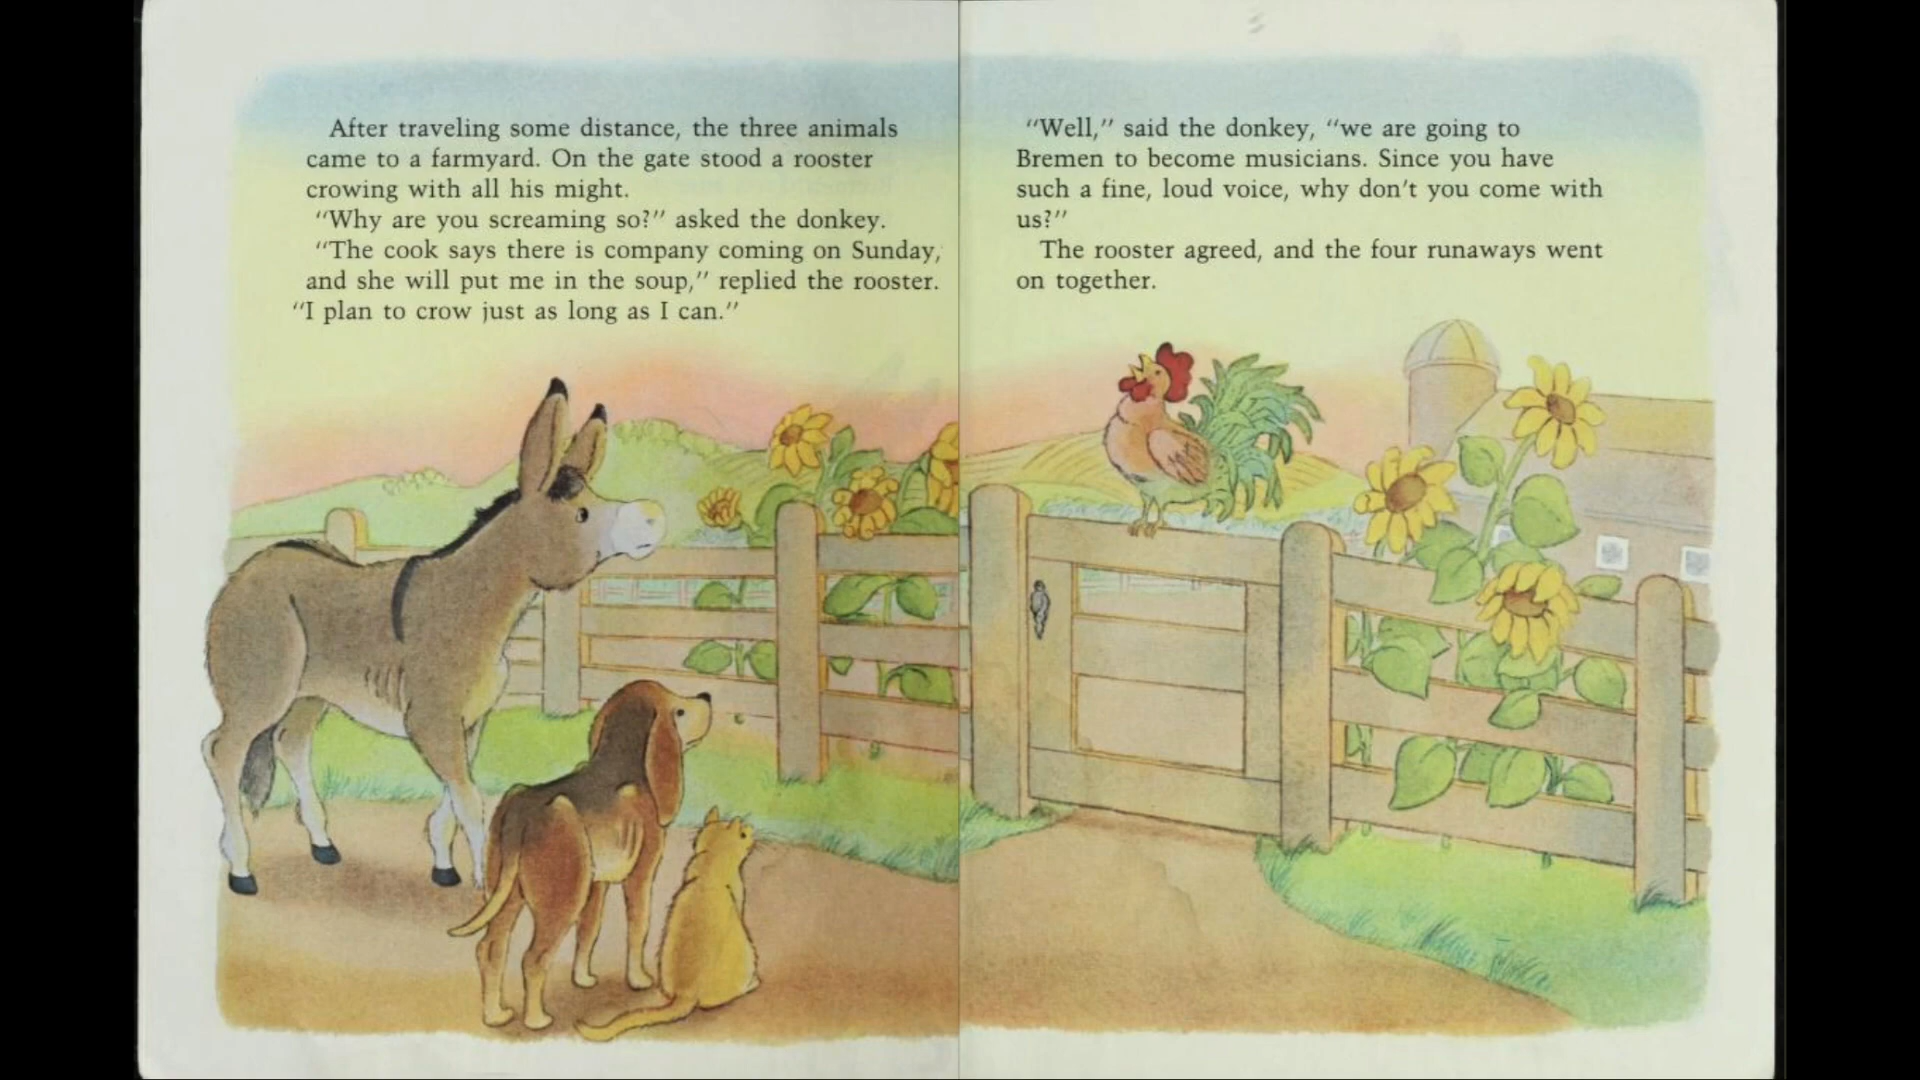 After traveling some distance, the three animals
came to a farmyard. On the gate stood a rooster
crowing with all his might.
"Why are you screaming so?" asked the donkey.
"The cook says there is company coming on Sunday,
and she will put me in the soup," replied the rooster.
"I plan to crow just as long as I can."
"Well," said the donkey, "we are going to
Bremen to become musicians. Since you have
such a fine, loud voice, why don't you come with
us?"
The rooster agreed, and the four runaways went
on together.